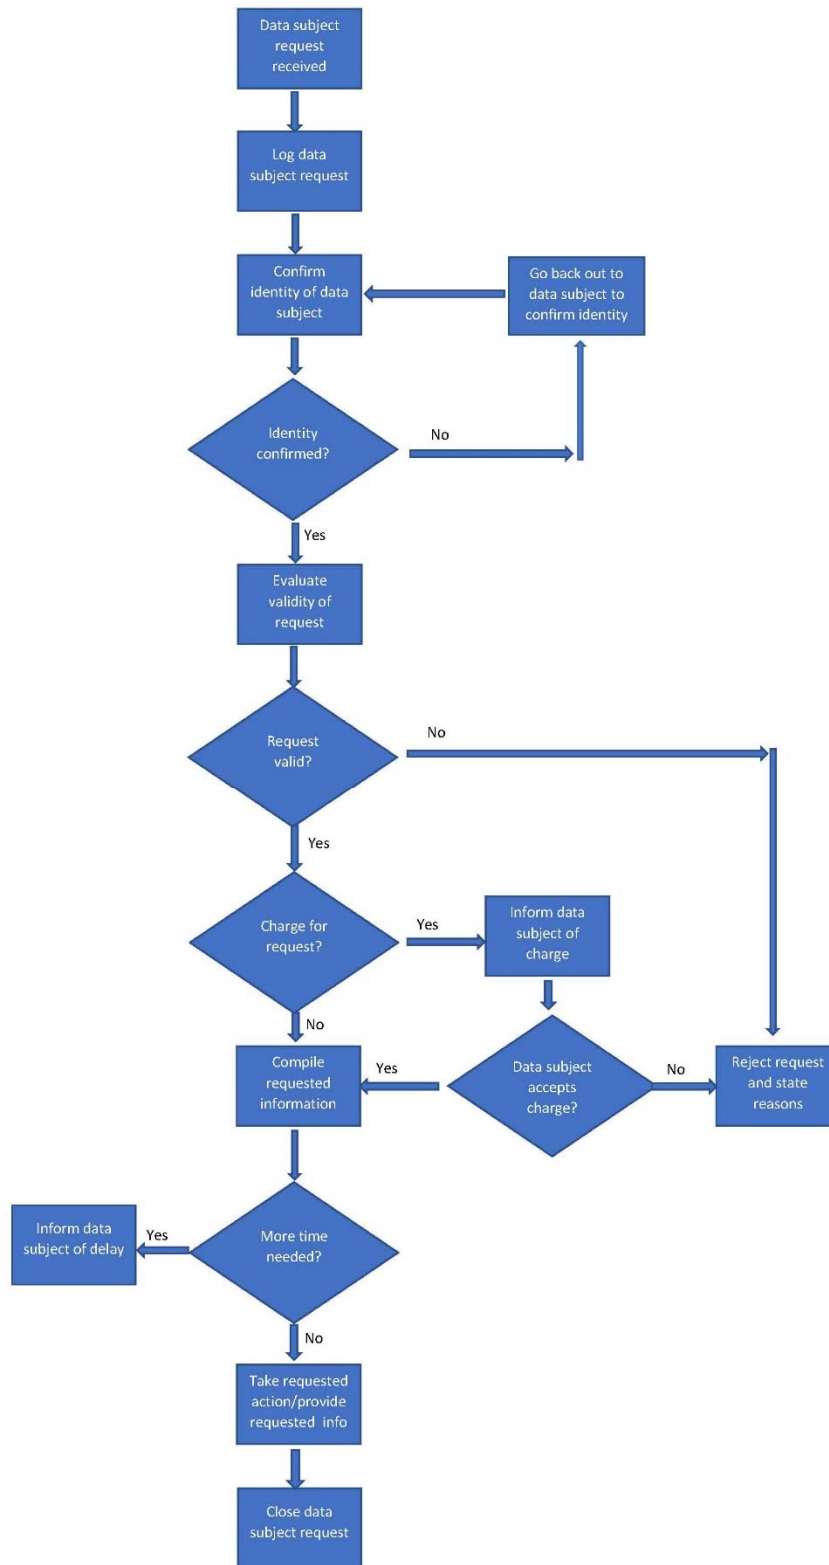 Data subject
request
received
Log data
subject request
Confirm
identity of data
subject
Go back out to
data subject to
confirm identity
Identity
confirmed?
No
Yes
Evaluate
validity of
request
Request
valid?
No
Yes
Charge for
request?
Yes
Inform data
subject of
charge
No
Compile
requested
information
Yes
Data subject
accepts
charge?
No
Reject request
and state
reasons
Inform data
subject of delay
Yes
More time
needed?
No
Take requested
action/provide
requested info
Close data
subject request